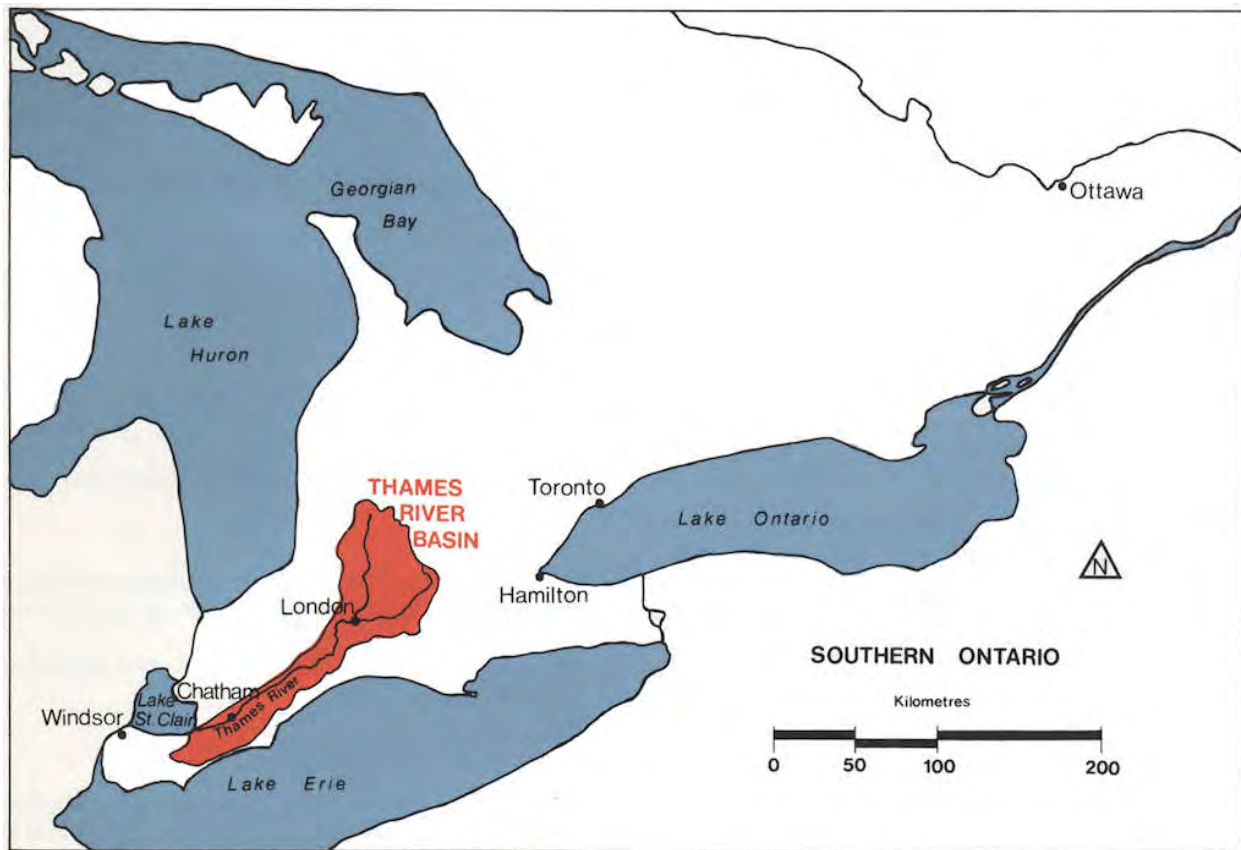 Georgian
Bay
Ottawa
Lake
Huron
THAMES
RIVER
BASIN
Toronto
Lake Ontario
N
Hamilton
London
SOUTHERN ONTARIO
Chatham
Lake
St. Clair
Thames River
Windsor
Kilometres
0 50 100 200
Lake Erie